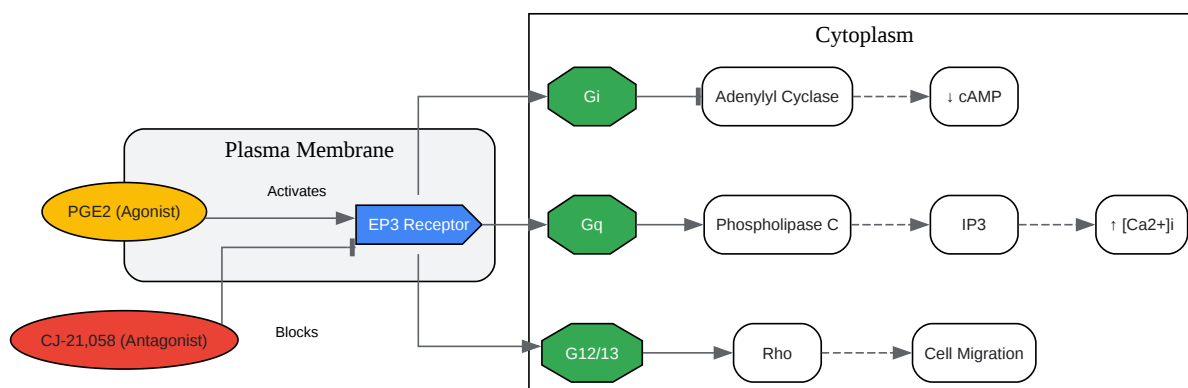 Cytoplasm
Gi
Adenylyl Cyclase
↓ cAMP
Plasma Membrane
Activates
PGE2 (Agonist)
EP3 Receptor
Gq
Phospholipase C
IP3
↑ [Ca2+]i
CJ-21,058 (Antagonist)
Blocks
G12/13
Rho
Cell Migration